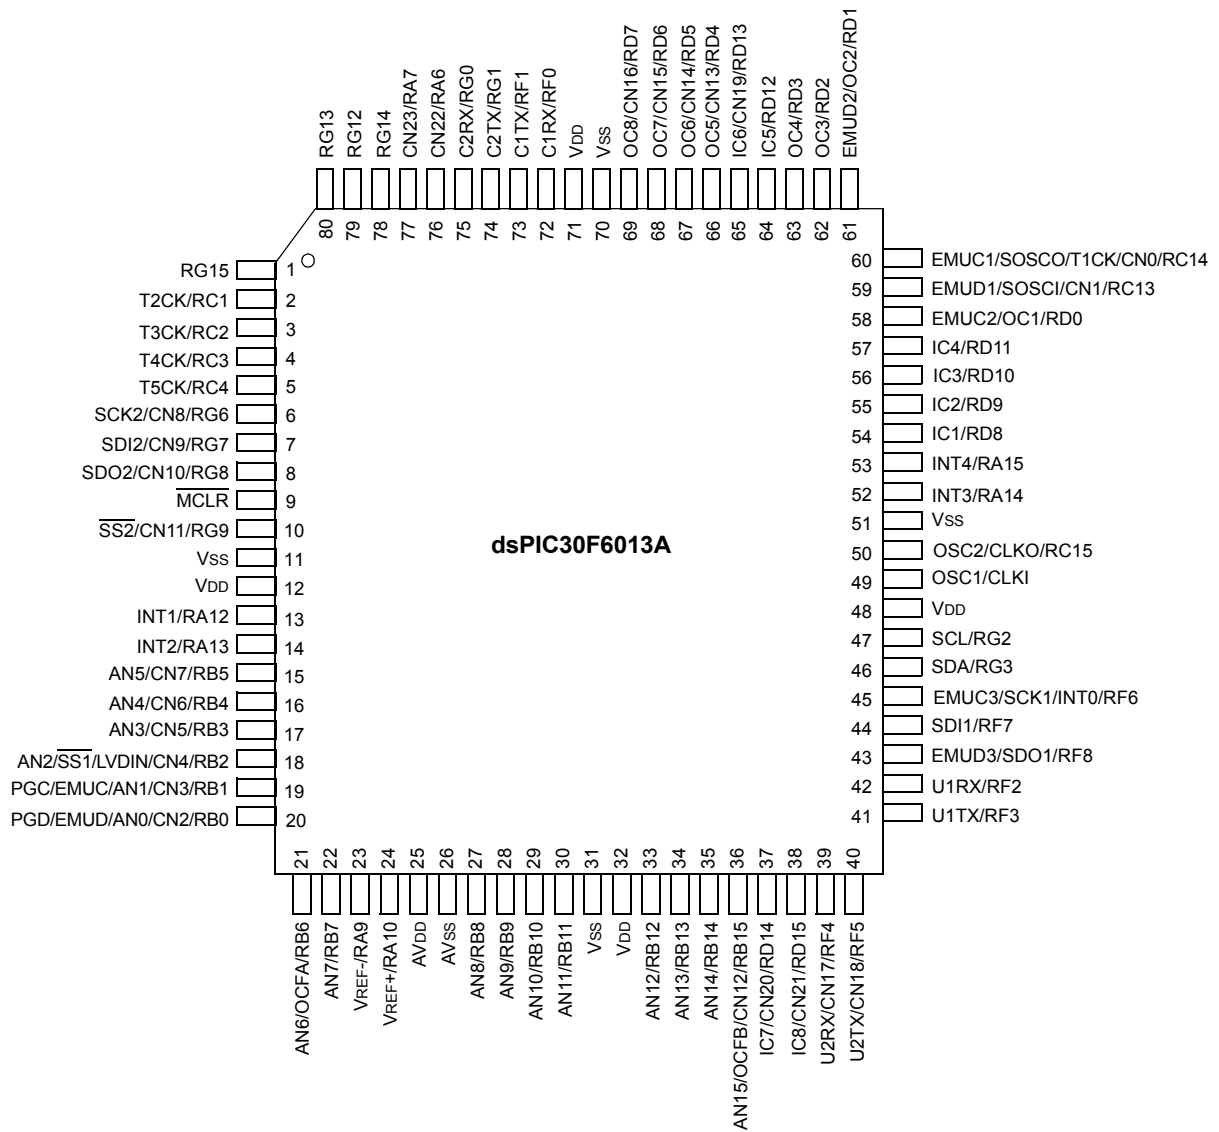 RG13
RG12
RG14
CN23/RA7
CN22/RA6
C2RX/RG0
C2TX/RG1
C1TX/RF1
C1RX/RF0
VDD
VSS
OC8/CN16/RD7
OC7/CN15/RD6
OC6/CN14/RD5
OC5/CN13/RD4
IC6/CN19/RD13
IC5/RD12
OC4/RD3
OC3/RD2
EMUD2/OC2/RD1
80
79
78
77
76
75
74
73
72
71
70
69
68
67
66
65
64
63
62
61
RG15 1
T2CK/RC1 2
T3CK/RC2 3
T4CK/RC3 4
T5CK/RC4 5
SCK2/CN8/RG6 6
SDI2/CN9/RG7 7
SDO2/CN10/RG8 8
MCLR 9
SS2/CN11/RG9 10
VSS 11
VDD 12
INT1/RA12 13
INT2/RA13 14
AN5/CN7/RB5 15
AN4/CN6/RB4 16
AN3/CN5/RB3 17
AN2/SS1/LVDIN/CN4/RB2 18
PGC/EMUC/AN1/CN3/RB1 19
PGD/EMUD/AN0/CN2/RB0 20
dsPIC30F6013A
60 EMUC1/SOSCO/T1CK/CN0/RC14
59 EMUD1/SOSCI/CN1/RC13
58 EMUC2/OC1/RD0
57 IC4/RD11
56 IC3/RD10
55 IC2/RD9
54 IC1/RD8
53 INT4/RA15
52 INT3/RA14
51 VSS
50 OSC2/CLKO/RC15
49 OSC1/CLKI
48 VDD
47 SCL/RG2
46 SDA/RG3
45 EMUC3/SCK1/INT0/RF6
44 SDI1/RF7
43 EMUD3/SDO1/RF8
42 U1RX/RF2
41 U1TX/RF3
21
22
23
24
25
26
27
28
29
30
31
32
33
34
35
36
37
38
39
40
AN6/OCFA/RB6
AN7/RB7
VREF-/RA9
VREF+/RA10
AVDD
AVSS
AN8/RB8
AN9/RB9
AN10/RB10
AN11/RB11
VSS
VDD
AN12/RB12
AN13/RB13
AN14/RB14
AN15/OCFB/CN12/RB15
IC7/CN20/RD14
IC8/CN21/RD15
U2RX/CN17/RF4
U2TX/CN18/RF5